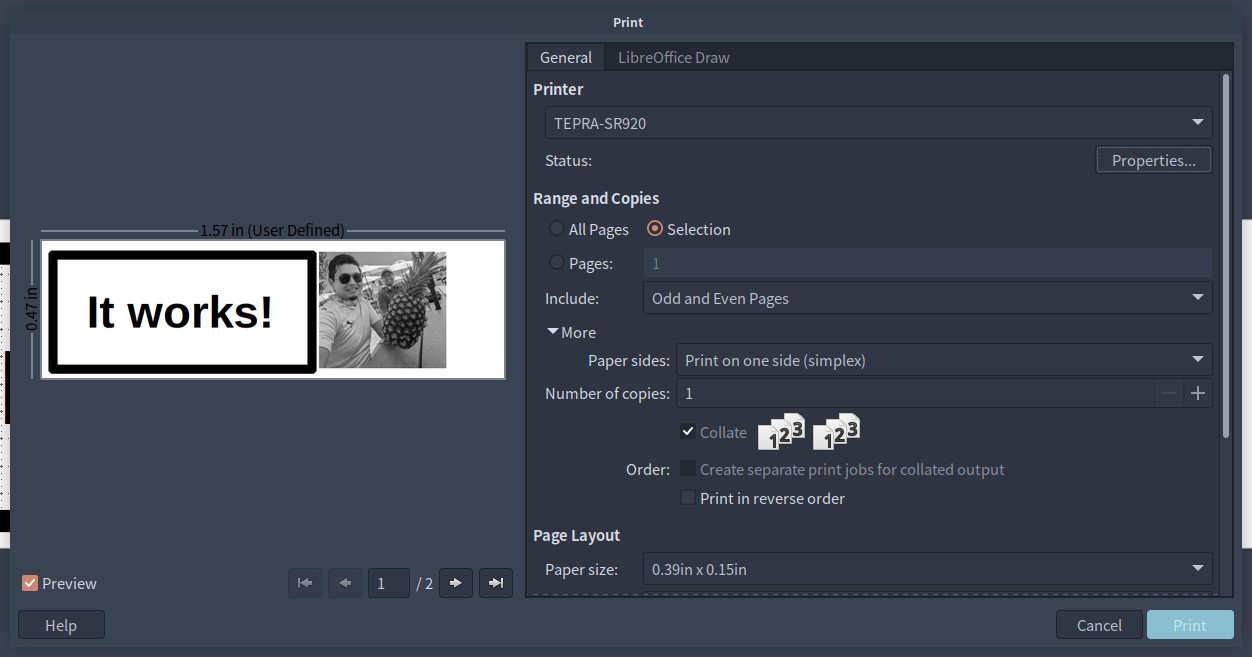 Print
General LibreOffice Draw
Printer
TEPRA-SR920
Status: Properties...
Range and Copies
All Pages Selection
Pages: 1
Include: Odd and Even Pages
More
Paper sides: Print on one side (simplex)
Number of copies: 1
Collate 123 123
Order: Create separate print jobs for collated output
Print in reverse order
Page Layout
Paper size: 0.39in x 0.15in
1.57 in (User Defined)
0.47 in
It works!
Preview 1 / 2
Help Cancel Print